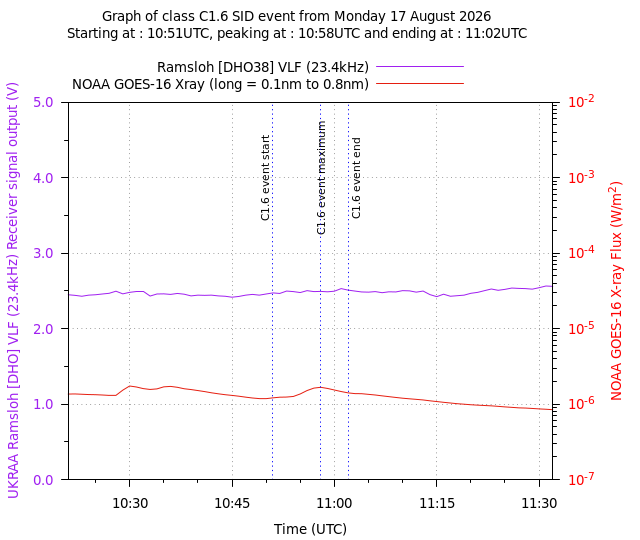 Graph of class C1.6 SID event from Monday 17 August 2026
Starting at : 10:51UTC, peaking at : 10:58UTC and ending at : 11:02UTC
Ramsloh [DHO38] VLF (23.4kHz)
NOAA GOES-16 Xray (long = 0.1nm to 0.8nm)
UKRAA Ramsloh [DHO] VLF (23.4kHz) Receiver signal output (V)
5.0
4.0
3.0
2.0
1.0
0.0
C1.6 event start
C1.6 event maximum
C1.6 event end
10⁻²
10⁻³
10⁻⁴
10⁻⁵
10⁻⁶
10⁻⁷
NOAA GOES-16 X-ray Flux (W/m²)
10:30 10:45 11:00 11:15 11:30
Time (UTC)